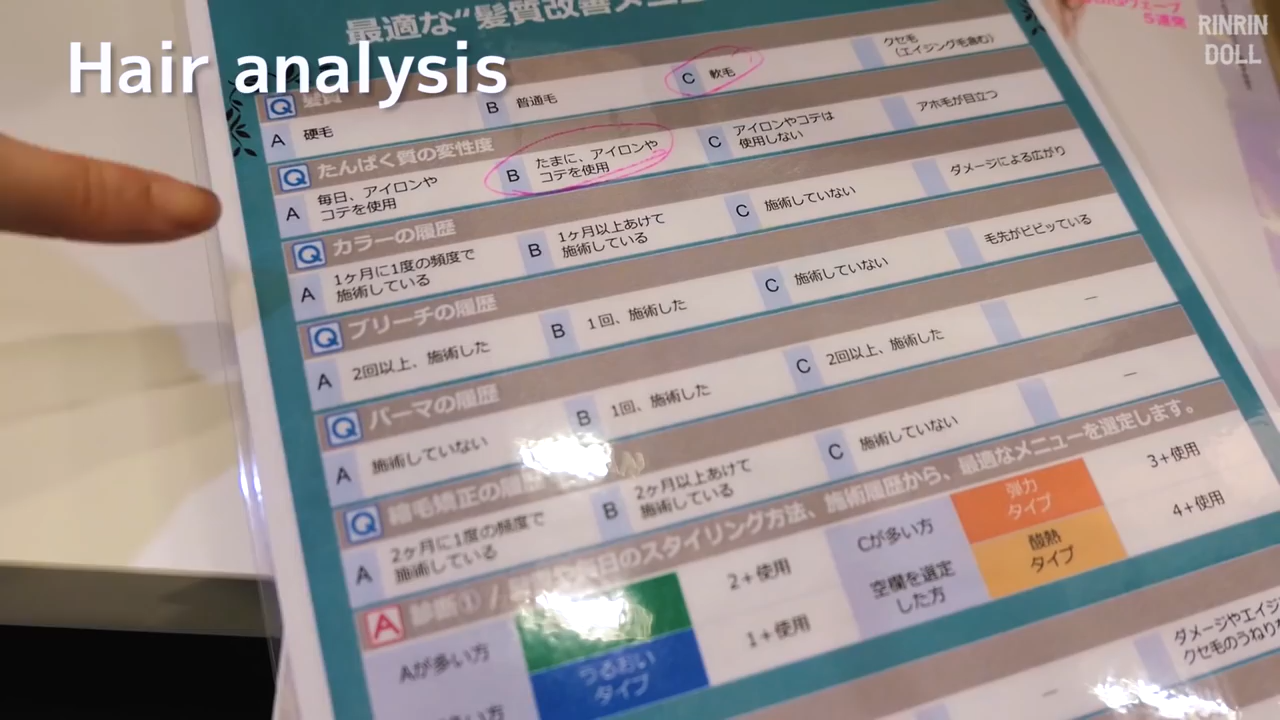 Hair analysis
RINRIN
DOLL
5連発
最適な“髪質改善メニュー
Q 髪質
A 硬毛
B 普通毛
C 軟毛
クセ毛
（エイジング毛含む）
Q たんぱく質の変性度
A 毎日、アイロンや
コテを使用
B たまに、アイロンや
コテを使用
C アイロンやコテは
使用しない
アホ毛が目立つ
Q カラーの履歴
A 1ヶ月に1度の頻度で
施術している
B 1ヶ月以上あけて
施術している
C 施術していない
ダメージによる広がり
Q ブリーチの履歴
A 2回以上、施術した
B 1回、施術した
C 施術していない
毛先がビビッている
Q パーマの履歴
A 施術していない
B 1回、施術した
C 2回以上、施術した
—
Q 縮毛矯正の履歴
A 2ヶ月に1度の頻度で
施術している
B 2ヶ月以上あけて
施術している
C 施術していない
—
A 診断① / 毎日のスタイリング方法、施術履歴から、最適なメニューを選定します。
Aが多い方
2+使用
Cが多い方
弾力
タイプ
3+使用
多い方
うるおい
タイプ
1+使用
空欄を選定
した方
酸熱
タイプ
4+使用
—
ダメージやエイジ
クセ毛のうねり